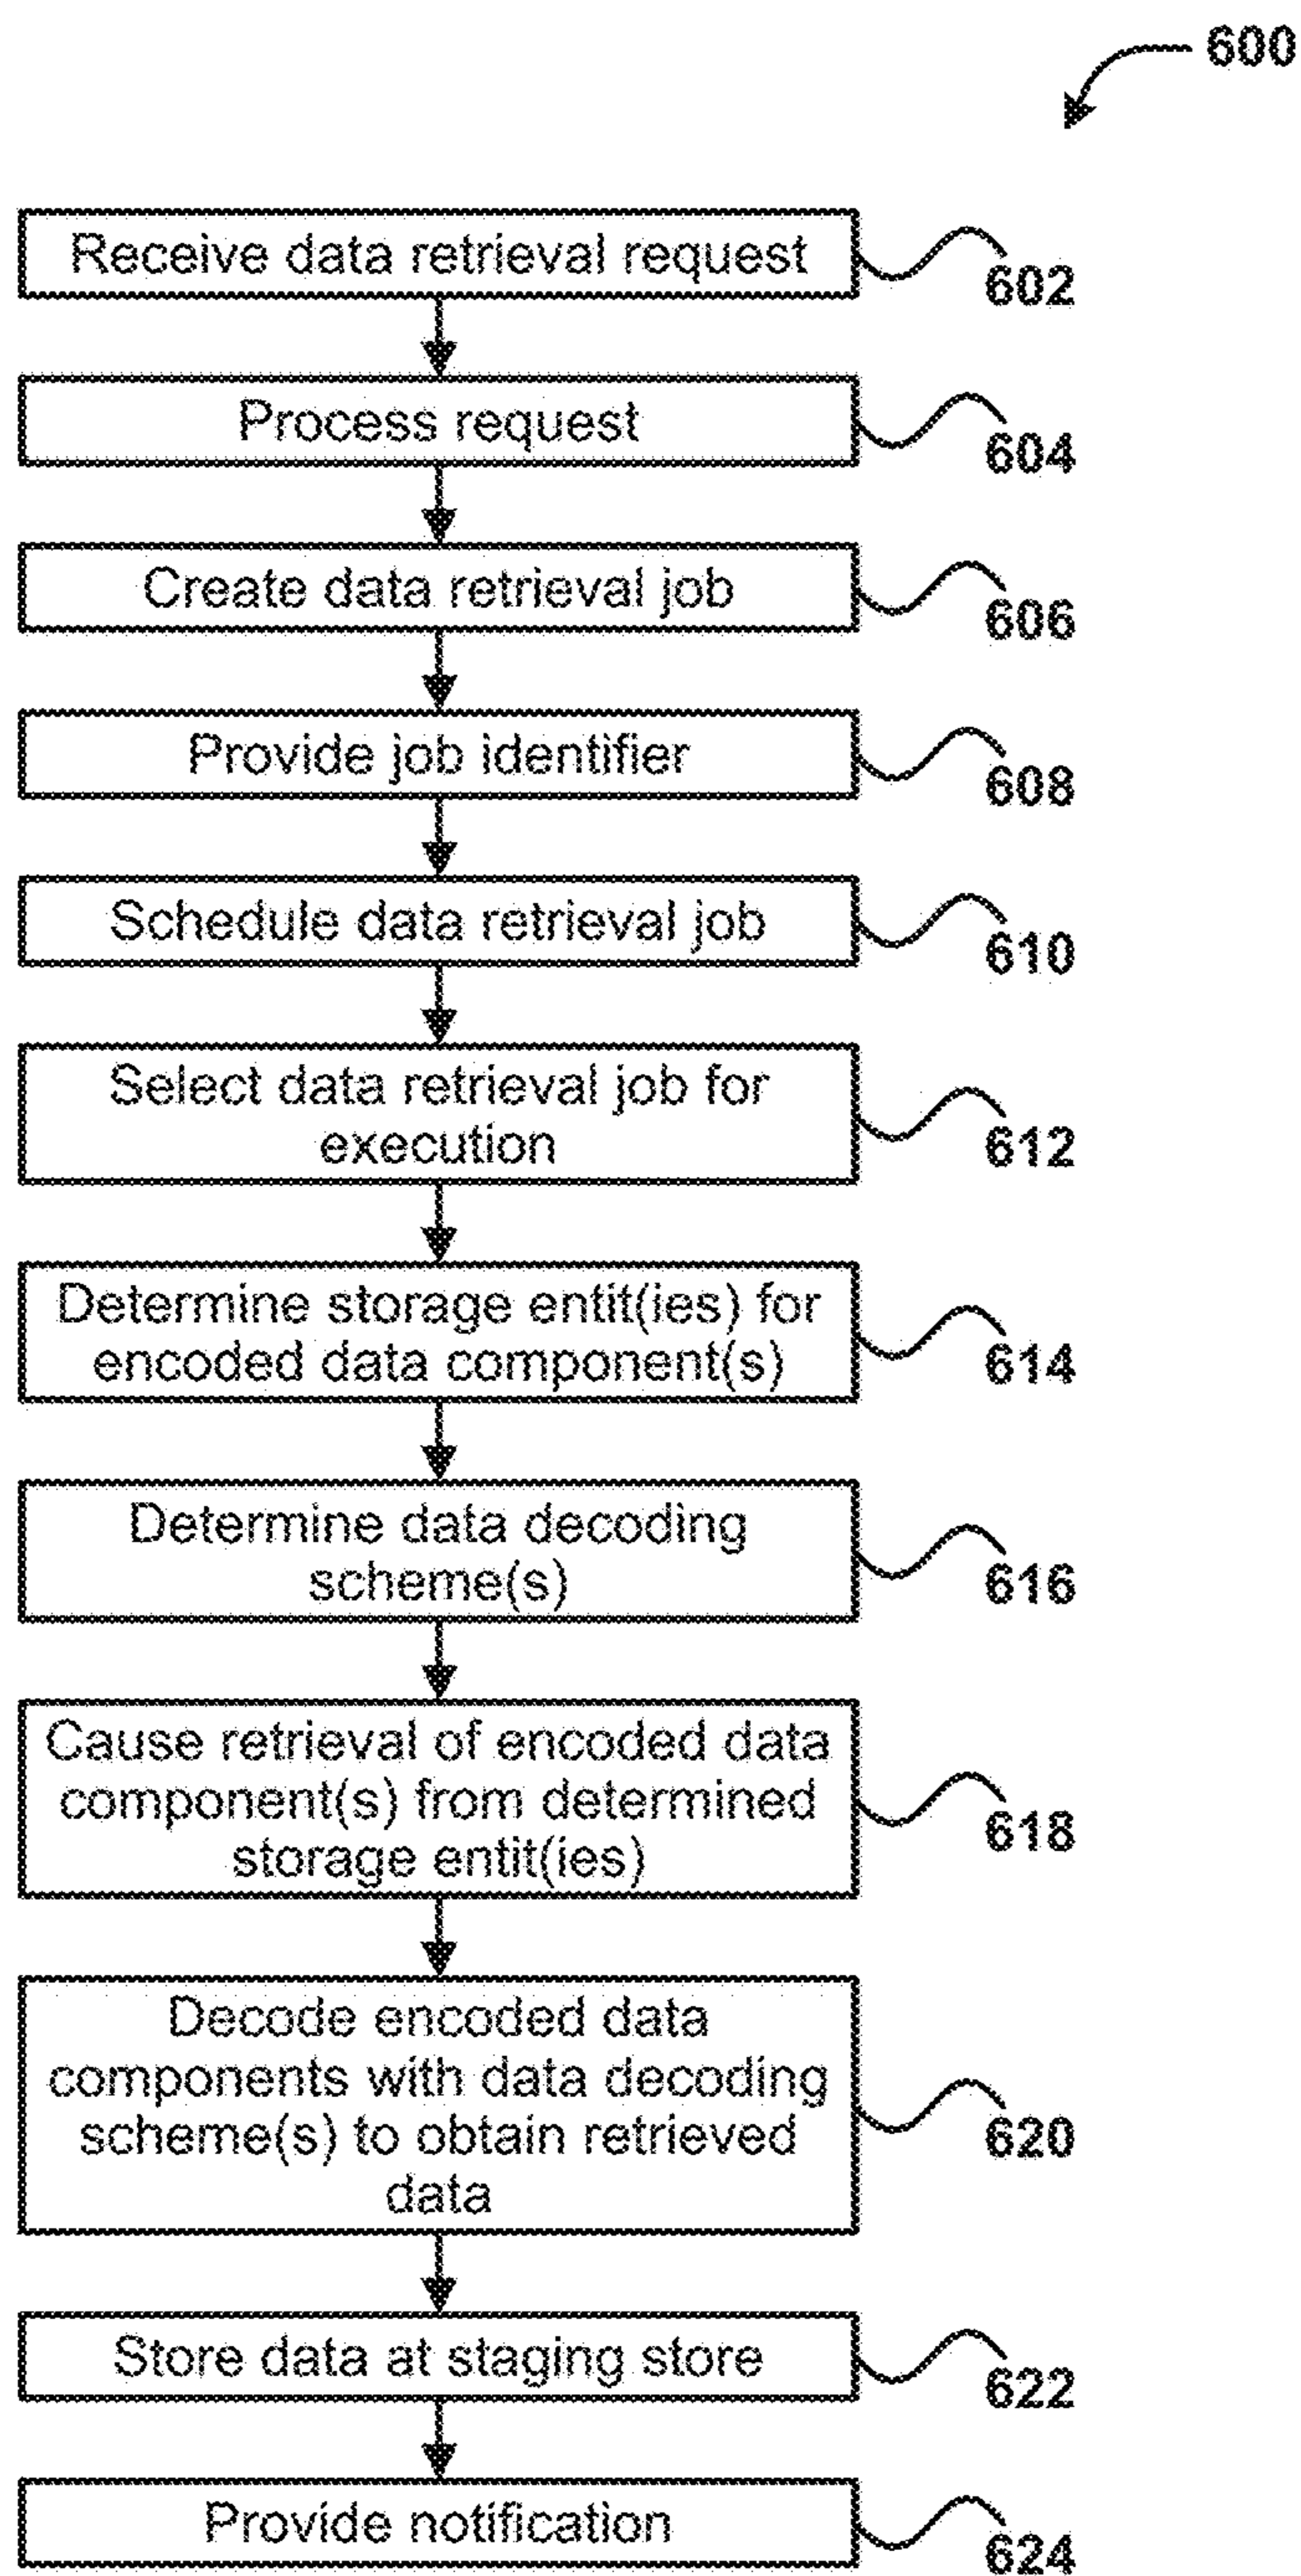 600
Receive data retrieval request
602
Process request
604
Create data retrieval job
606
Provide job identifier
608
Schedule data retrieval job
610
Select data retrieval job for
execution
612
Determine storage entit(ies) for
encoded data component(s)
614
Determine data decoding
scheme(s)
616
Cause retrieval of encoded data
component(s) from determined
storage entit(ies)
618
Decode encoded data
components with data decoding
scheme(s) to obtain retrieved
data
620
Store data at staging store
622
Provide notification
624